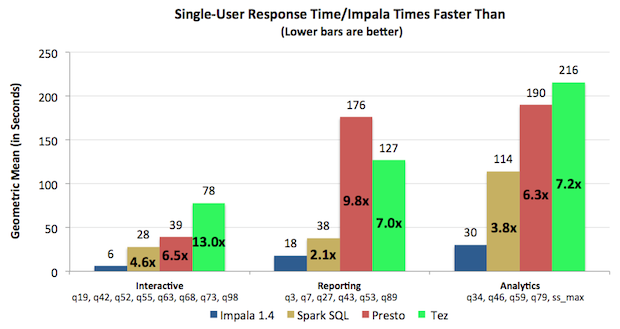 Single-User Response Time/Impala Times Faster Than
(Lower bars are better)
Geometric Mean (in Seconds)
250
200
150
100
50
0
6
28
39
78
4.6x
6.5x
13.0x
18
38
176
127
2.1x
9.8x
7.0x
30
114
190
216
3.8x
6.3x
7.2x
Interactive
q19, q42, q52, q55, q63, q68, q73, q98
Reporting
q3, q7, q27, q43, q53, q89
Analytics
q34, q46, q59, q79, ss_max
Impala 1.4 Spark SQL Presto Tez